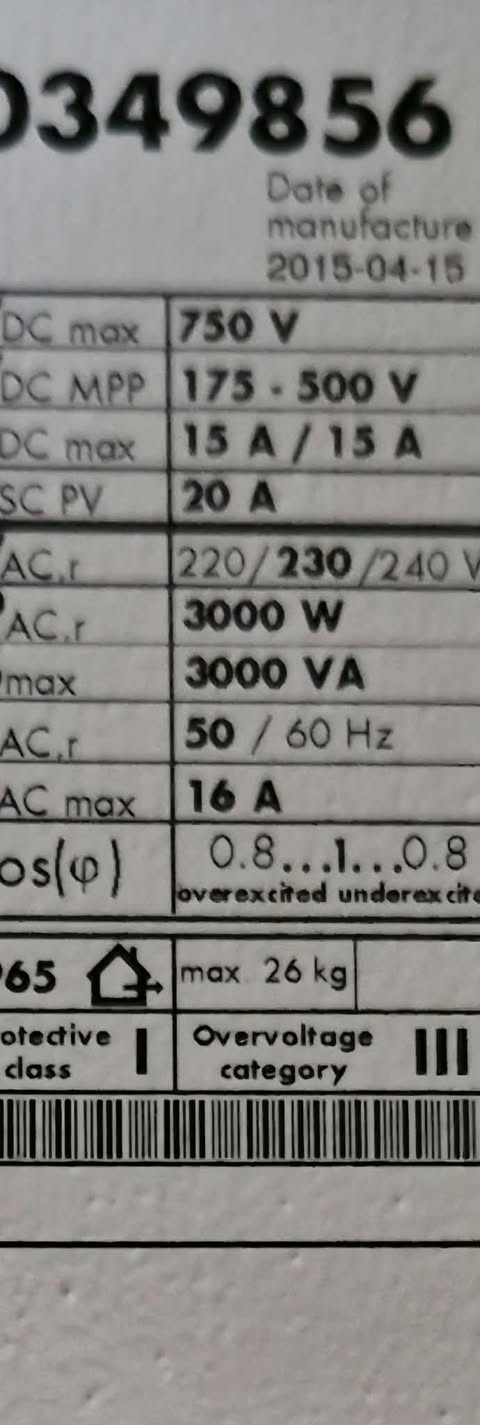 0349856
Date of
manufacture
2015-04-15
DC max 750 V
DC MPP 175 - 500 V
DC max 15 A / 15 A
SC PV 20 A
AC,r 220/230/240 V
AC,r 3000 W
max 3000 VA
AC,r 50 / 60 Hz
AC max 16 A
os(φ) 0.8...1...0.8
overexcited underexcite
65 max. 26 kg
otective I Overvoltage III
class category